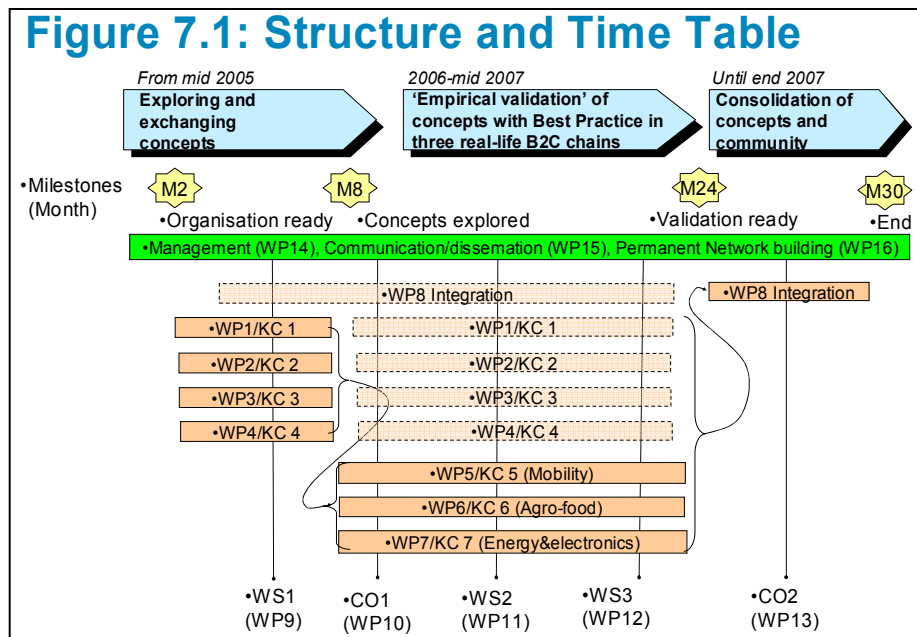 Figure 7.1: Structure and Time Table
From mid 2005
2006-mid 2007
Until end 2007
Exploring and
exchanging
concepts
‘Empirical validation’ of
concepts with Best Practice in
three real-life B2C chains
Consolidation of
concepts and
community
•Milestones
(Month)
M2
M8
M24
M30
•Organisation ready
•Concepts explored
•Validation ready
•End
•Management (WP14), Communication/dissemnation (WP15), Permanent Network building (WP16)
•WP8 Integration
•WP8 Integration
•WP1/KC 1
•WP1/KC 1
•WP2/KC 2
•WP2/KC 2
•WP3/KC 3
•WP3/KC 3
•WP4/KC 4
•WP4/KC 4
•WP5/KC 5 (Mobility)
•WP6/KC 6 (Agro-food)
•WP7/KC 7 (Energy&electronics)
•WS1
(WP9)
•CO1
(WP10)
•WS2
(WP11)
•WS3
(WP12)
•CO2
(WP13)